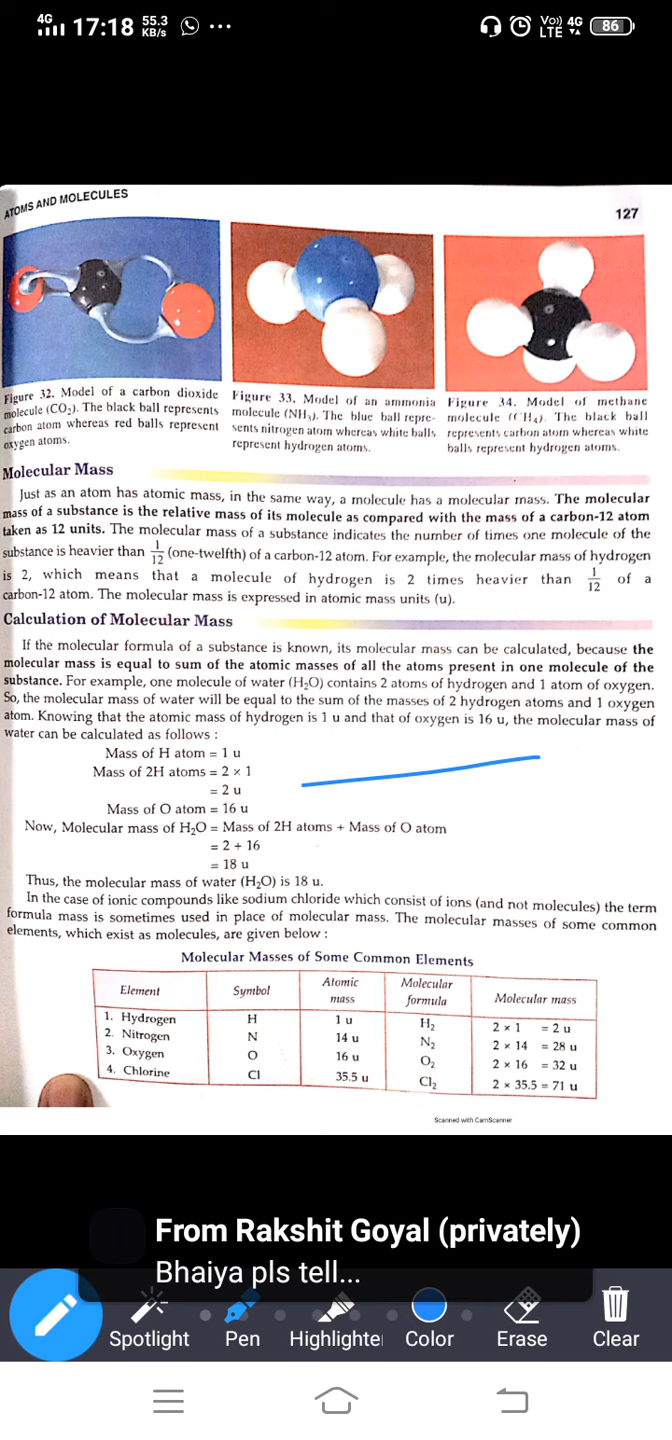 4G 17:18 55.3 KB/s ... Vo)) LTE 4G 86
ATOMS AND MOLECULES
127
Figure 32. Model of a carbon dioxide
molecule (CO₂). The black ball represents
carbon atom whereas red balls represent
oxygen atoms.
Figure 33. Model of an ammonia
molecule (NH₃). The blue ball repre-
sents nitrogen atom whereas white balls
represent hydrogen atoms.
Figure 34. Model of methane
molecule (CH₄). The black ball
represents carbon atom whereas white
balls represent hydrogen atoms.
Molecular Mass
Just as an atom has atomic mass, in the same way, a molecule has a molecular mass. The molecular
mass of a substance is the relative mass of its molecule as compared with the mass of a carbon-12 atom
taken as 12 units. The molecular mass of a substance indicates the number of times one molecule of the
substance is heavier than 1/12 (one-twelfth) of a carbon-12 atom. For example, the molecular mass of hydrogen
is 2, which means that a molecule of hydrogen is 2 times heavier than 1/12 of a
carbon-12 atom. The molecular mass is expressed in atomic mass units (u).
Calculation of Molecular Mass
If the molecular formula of a substance is known, its molecular mass can be calculated, because the
molecular mass is equal to sum of the atomic masses of all the atoms present in one molecule of the
substance. For example, one molecule of water (H₂O) contains 2 atoms of hydrogen and 1 atom of oxygen.
So, the molecular mass of water will be equal to the sum of the masses of 2 hydrogen atoms and 1 oxygen
atom. Knowing that the atomic mass of hydrogen is 1 u and that of oxygen is 16 u, the molecular mass of
water can be calculated as follows :
Mass of H atom = 1 u
Mass of 2H atoms = 2 × 1
= 2 u
Mass of O atom = 16 u
Now, Molecular mass of H₂O = Mass of 2H atoms + Mass of O atom
= 2 + 16
= 18 u
Thus, the molecular mass of water (H₂O) is 18 u.
In the case of ionic compounds like sodium chloride which consist of ions (and not molecules) the term
formula mass is sometimes used in place of molecular mass. The molecular masses of some common
elements, which exist as molecules, are given below :
Molecular Masses of Some Common Elements
Element Symbol Atomic mass Molecular formula Molecular mass
1. Hydrogen H 1 u H₂ 2 × 1 = 2 u
2. Nitrogen N 14 u N₂ 2 × 14 = 28 u
3. Oxygen O 16 u O₂ 2 × 16 = 32 u
4. Chlorine Cl 35.5 u Cl₂ 2 × 35.5 = 71 u
Scanned with CamScanner
From Rakshit Goyal (privately)
Bhaiya pls tell...
Spotlight Pen Highlighte Color Erase Clear